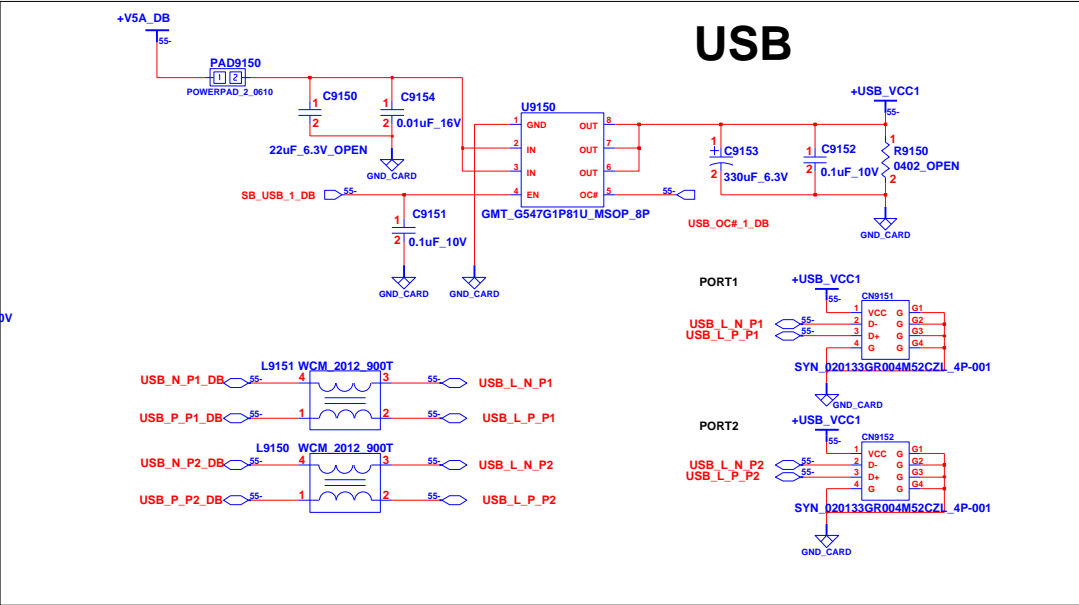 USB
+V5A_DB
55-
PAD9150
1 2
POWERPAD_2_0610
C9150
1
2
22uF_6.3V_OPEN
C9154
1
2
0.01uF_16V
GND_CARD
U9150
1 GND OUT 8
2 IN OUT 7
3 IN OUT 6
4 EN OC# 5
GMT_G547G1P81U_MSOP_8P
SB_USB_1_DB 55-
C9151
1
2
0.1uF_10V
GND_CARD
GND_CARD
55-
USB_OC#_1_DB
+USB_VCC1
55-
C9153
1
+
2
330uF_6.3V
C9152
1
2
0.1uF_10V
R9150
1
0402_OPEN
2
GND_CARD
0V
PORT1
+USB_VCC1
55-
CN9151
1 VCC G G1
USB_L_N_P1 55- 2 D- G G2
USB_L_P_P1 55- 3 D+ G G3
4 G G G4
SYN_020133GR004M52CZL_4P-001
GND_CARD
L9151 WCM_2012_900T
USB_N_P1_DB 55- 4 3 55- USB_L_N_P1
USB_P_P1_DB 55- 1 2 55- USB_L_P_P1
L9150 WCM_2012_900T
USB_N_P2_DB 55- 4 3 55- USB_L_N_P2
USB_P_P2_DB 55- 1 2 55- USB_L_P_P2
PORT2
+USB_VCC1
55-
CN9152
1 VCC G G1
USB_L_N_P2 55- 2 D- G G2
USB_L_P_P2 55- 3 D+ G G3
4 G G G4
SYN_020133GR004M52CZL_4P-001
GND_CARD